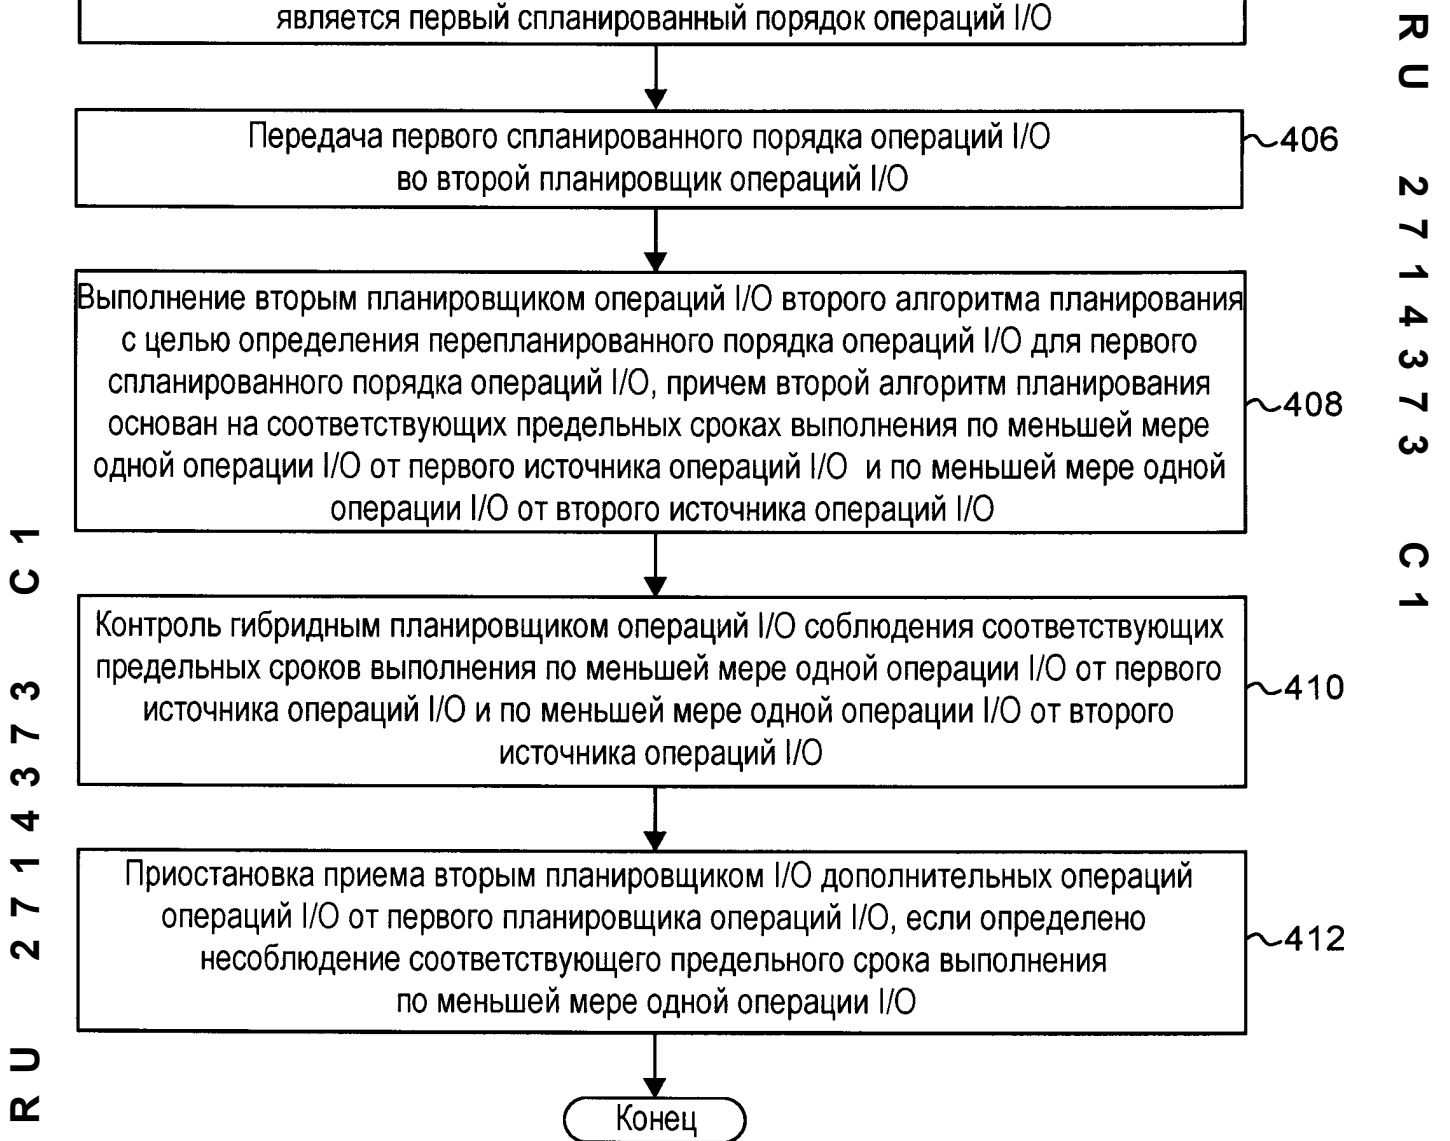 является первый спланированный порядок операций I/O
Передача первого спланированного порядка операций I/O
во второй планировщик операций I/O
406
Выполнение вторым планировщиком операций I/O второго алгоритма планирования
с целью определения перепланированного порядка операций I/O для первого
спланированного порядка операций I/O, причем второй алгоритм планирования
основан на соответствующих предельных сроках выполнения по меньшей мере
одной операции I/O от первого источника операций I/O и по меньшей мере одной
операции I/O от второго источника операций I/O
408
Контроль гибридным планировщиком операций I/O соблюдения соответствующих
предельных сроков выполнения по меньшей мере одной операции I/O от первого
источника операций I/O и по меньшей мере одной операции I/O от второго
источника операций I/O
410
Приостановка приема вторым планировщиком I/O дополнительных операций
операций I/O от первого планировщика операций I/O, если определено
несоблюдение соответствующего предельного срока выполнения
по меньшей мере одной операции I/O
412
Конец
RU 2714373 C1
RU 2714373 C1